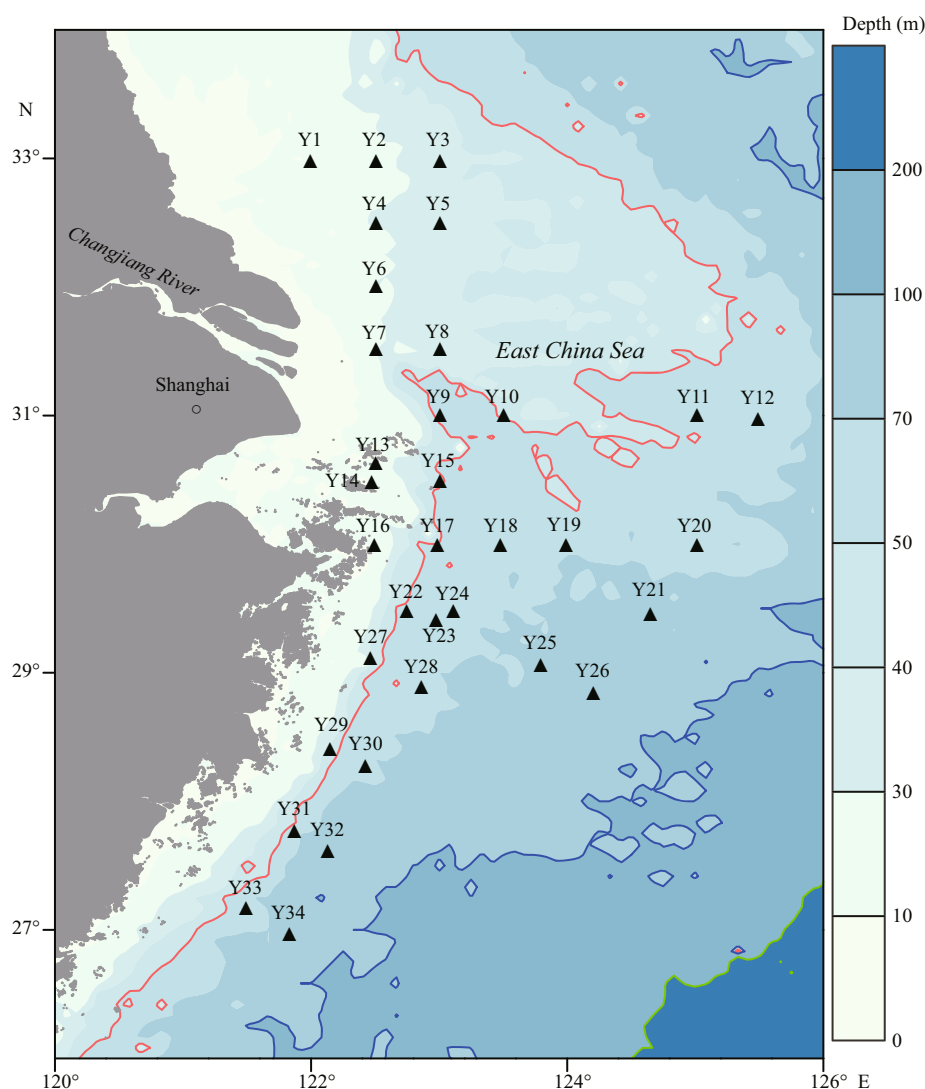 Depth (m)
N
Y1 Y2 Y3
33°
200
Y4 Y5
Changjiang River
Y6
100
Y7 Y8
East China Sea
Shanghai
Y9 Y10 Y11 Y12
31°
70
Y13
Y15
Y14
Y16 Y17 Y18 Y19 Y20
50
Y22 Y24 Y21
Y23
Y27 Y25
Y28 Y26
29°
40
Y29
Y30
30
Y31
Y32
Y33
Y34
10
27°
0
120° 122° 124° 126° E